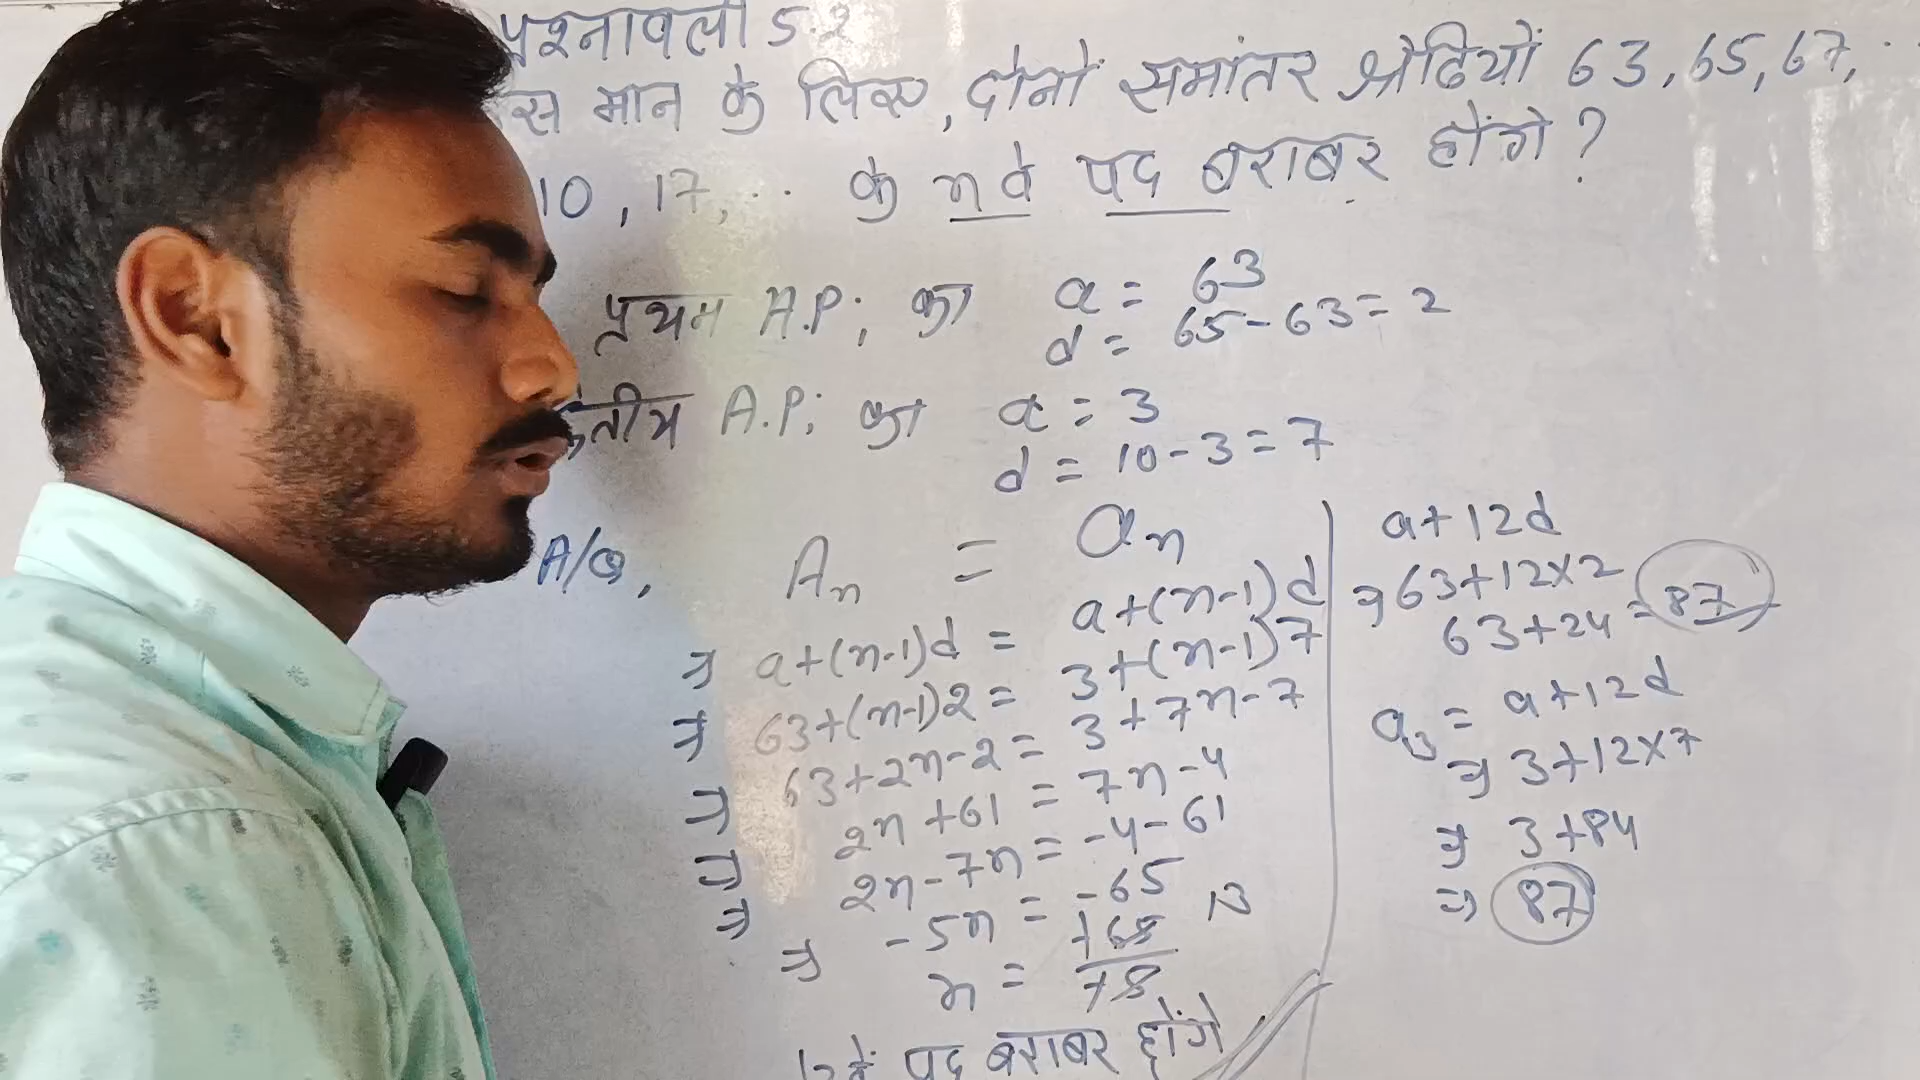 प्रश्नावली 5.2
स मान के लिए, दोनों समांतर श्रेढियों 63, 65, 67, ..
10, 17, ... के n वे पद बराबर होंगे ?
प्रथम A.P; का a = 63
d = 65 - 63 = 2
द्वितीय A.P; का a = 3
d = 10 - 3 = 7
A/Q, An = an
⇒ a+(n-1)d = a+(n-1)d
⇒ 63+(n-1)2 = 3+(n-1)7
⇒ 63+2n-2 = 3+7n-7
⇒ 2n+61 = 7n-4
⇒ 2n-7n = -4-61
⇒ -5n = -65
⇒ n = +65 13
वें पद बराबर होंगे
a+12d
⇒ 63+12×2
63+24 = 87
= a+12d
⇒ 3+12×7
⇒ 3+84
⇒ 87